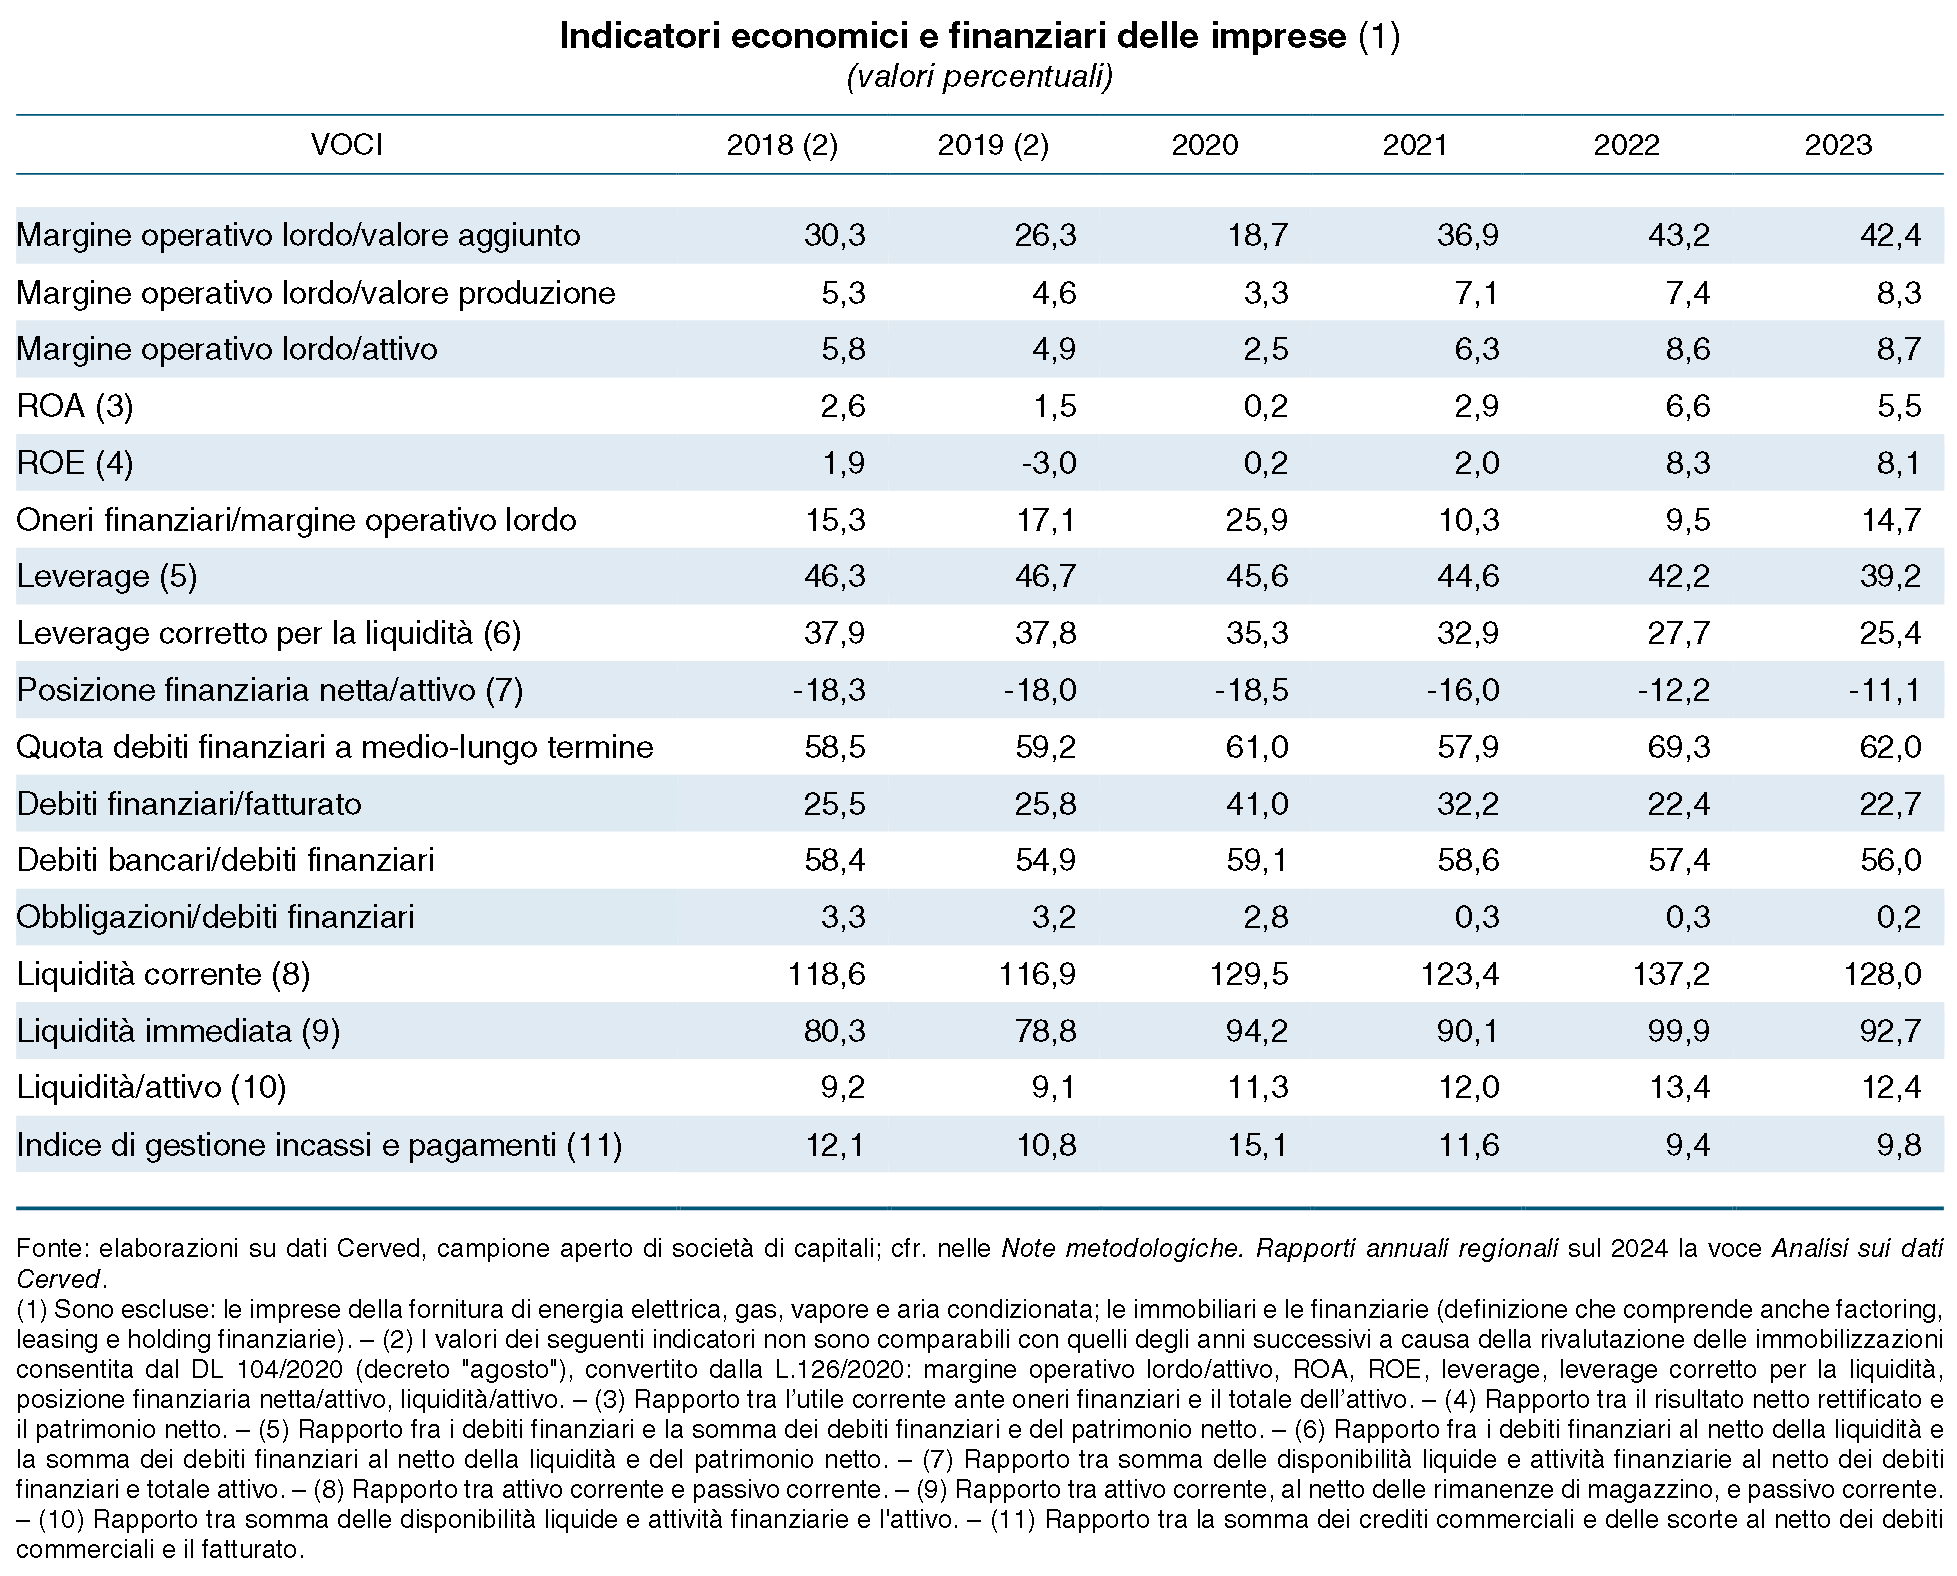 Indicatori economici e finanziari delle imprese (1)
(valori percentuali)
VOCI 2018 (2) 2019 (2) 2020 2021 2022 2023
Margine operativo lordo/valore aggiunto 30,3 26,3 18,7 36,9 43,2 42,4
Margine operativo lordo/valore produzione 5,3 4,6 3,3 7,1 7,4 8,3
Margine operativo lordo/attivo 5,8 4,9 2,5 6,3 8,6 8,7
ROA (3) 2,6 1,5 0,2 2,9 6,6 5,5
ROE (4) 1,9 -3,0 0,2 2,0 8,3 8,1
Oneri finanziari/margine operativo lordo 15,3 17,1 25,9 10,3 9,5 14,7
Leverage (5) 46,3 46,7 45,6 44,6 42,2 39,2
Leverage corretto per la liquidità (6) 37,9 37,8 35,3 32,9 27,7 25,4
Posizione finanziaria netta/attivo (7) -18,3 -18,0 -18,5 -16,0 -12,2 -11,1
Quota debiti finanziari a medio-lungo termine 58,5 59,2 61,0 57,9 69,3 62,0
Debiti finanziari/fatturato 25,5 25,8 41,0 32,2 22,4 22,7
Debiti bancari/debiti finanziari 58,4 54,9 59,1 58,6 57,4 56,0
Obbligazioni/debiti finanziari 3,3 3,2 2,8 0,3 0,3 0,2
Liquidità corrente (8) 118,6 116,9 129,5 123,4 137,2 128,0
Liquidità immediata (9) 80,3 78,8 94,2 90,1 99,9 92,7
Liquidità/attivo (10) 9,2 9,1 11,3 12,0 13,4 12,4
Indice di gestione incassi e pagamenti (11) 12,1 10,8 15,1 11,6 9,4 9,8
Fonte: elaborazioni su dati Cerved, campione aperto di società di capitali; cfr. nelle Note metodologiche. Rapporti annuali regionali sul 2024 la voce Analisi sui dati
Cerved.
(1) Sono escluse: le imprese della fornitura di energia elettrica, gas, vapore e aria condizionata; le immobiliari e le finanziarie (definizione che comprende anche factoring,
leasing e holding finanziarie). – (2) I valori dei seguenti indicatori non sono comparabili con quelli degli anni successivi a causa della rivalutazione delle immobilizzazioni
consentita dal DL 104/2020 (decreto "agosto"), convertito dalla L.126/2020: margine operativo lordo/attivo, ROA, ROE, leverage, leverage corretto per la liquidità,
posizione finanziaria netta/attivo, liquidità/attivo. – (3) Rapporto tra l’utile corrente ante oneri finanziari e il totale dell’attivo. – (4) Rapporto tra il risultato netto rettificato e
il patrimonio netto. – (5) Rapporto fra i debiti finanziari e la somma dei debiti finanziari e del patrimonio netto. – (6) Rapporto fra i debiti finanziari al netto della liquidità e
la somma dei debiti finanziari al netto della liquidità e del patrimonio netto. – (7) Rapporto tra somma delle disponibilità liquide e attività finanziarie al netto dei debiti
finanziari e totale attivo. – (8) Rapporto tra attivo corrente e passivo corrente. – (9) Rapporto tra attivo corrente, al netto delle rimanenze di magazzino, e passivo corrente.
– (10) Rapporto tra somma delle disponibilità liquide e attività finanziarie e l'attivo. – (11) Rapporto tra la somma dei crediti commerciali e delle scorte al netto dei debiti
commerciali e il fatturato.